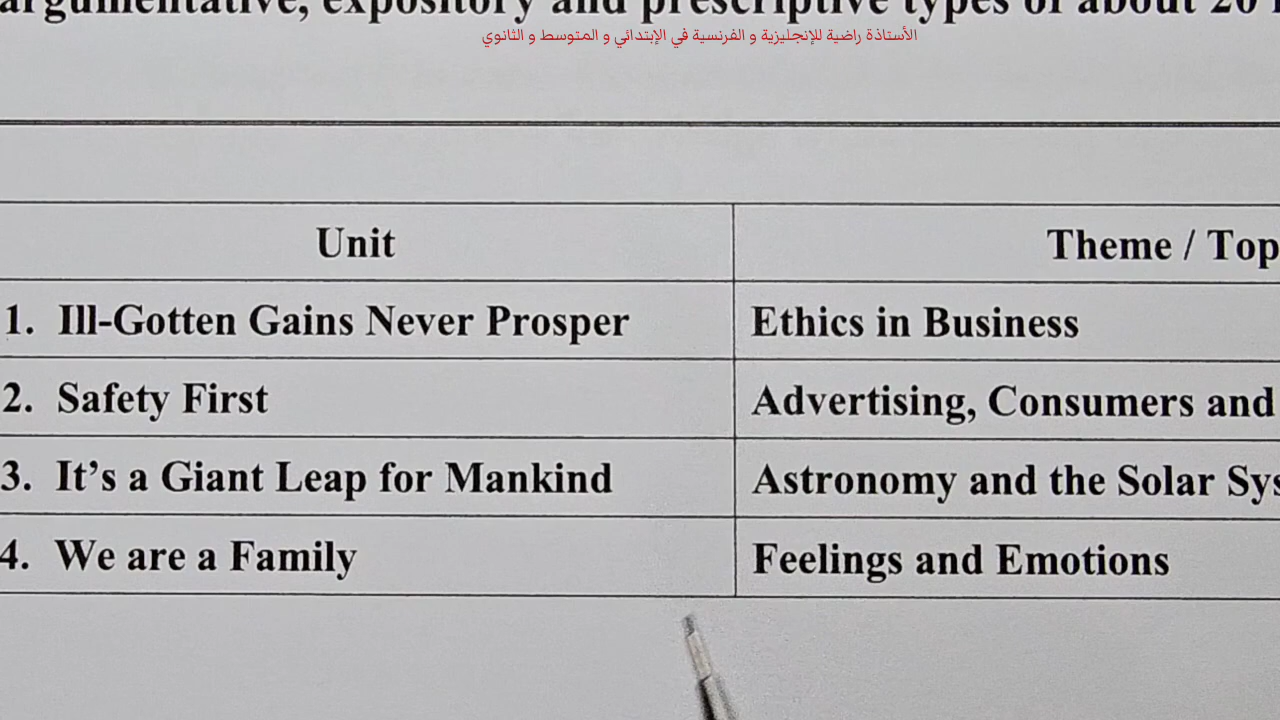 argumentative, expository and prescriptive types of about 20
الأستاذة راضية للإنجليزية و الفرنسية في الإبتدائي و المتوسط و الثانوي
Unit
Theme / Top
1. Ill-Gotten Gains Never Prosper
Ethics in Business
2. Safety First
Advertising, Consumers and
3. It's a Giant Leap for Mankind
Astronomy and the Solar Sys
4. We are a Family
Feelings and Emotions